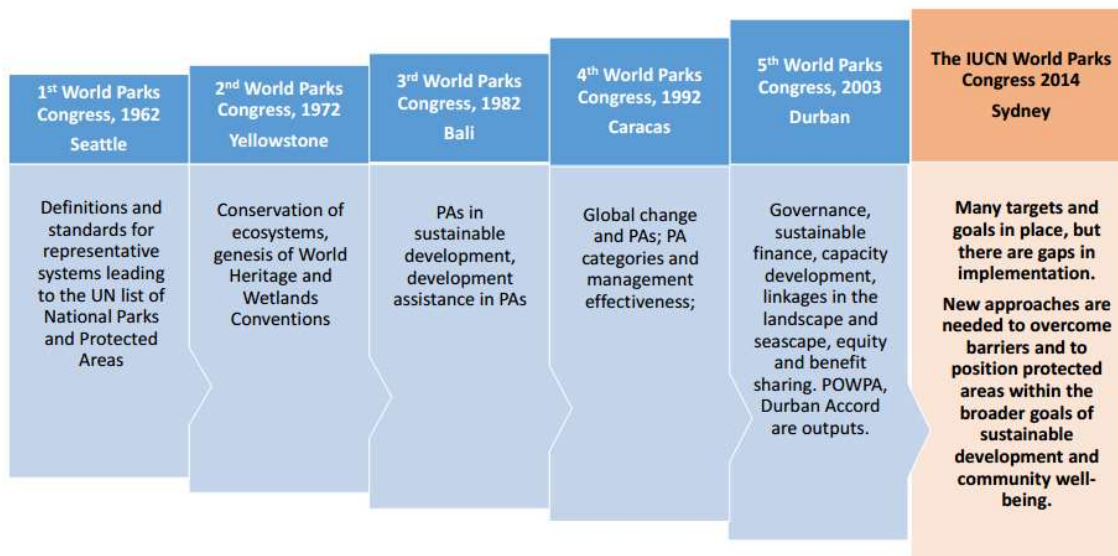 1st World Parks
Congress, 1962
Seattle
Definitions and
standards for
representative
systems leading
to the UN list of
National Parks
and Protected
Areas
2nd World Parks
Congress, 1972
Yellowstone
Conservation of
ecosystems,
genesis of World
Heritage and
Wetlands
Conventions
3rd World Parks
Congress, 1982
Bali
PAs in
sustainable
development,
development
assistance in PAs
4th World Parks
Congress, 1992
Caracas
Global change
and PAs; PA
categories and
management
effectiveness;
5th World Parks
Congress, 2003
Durban
Governance,
sustainable
finance, capacity
development,
linkages in the
landscape and
seascape, equity
and benefit
sharing. POWPA,
Durban Accord
are outputs.
The IUCN World Parks
Congress 2014
Sydney
Many targets and
goals in place, but
there are gaps in
implementation.
New approaches are
needed to overcome
barriers and to
position protected
areas within the
broader goals of
sustainable
development and
community well-
being.